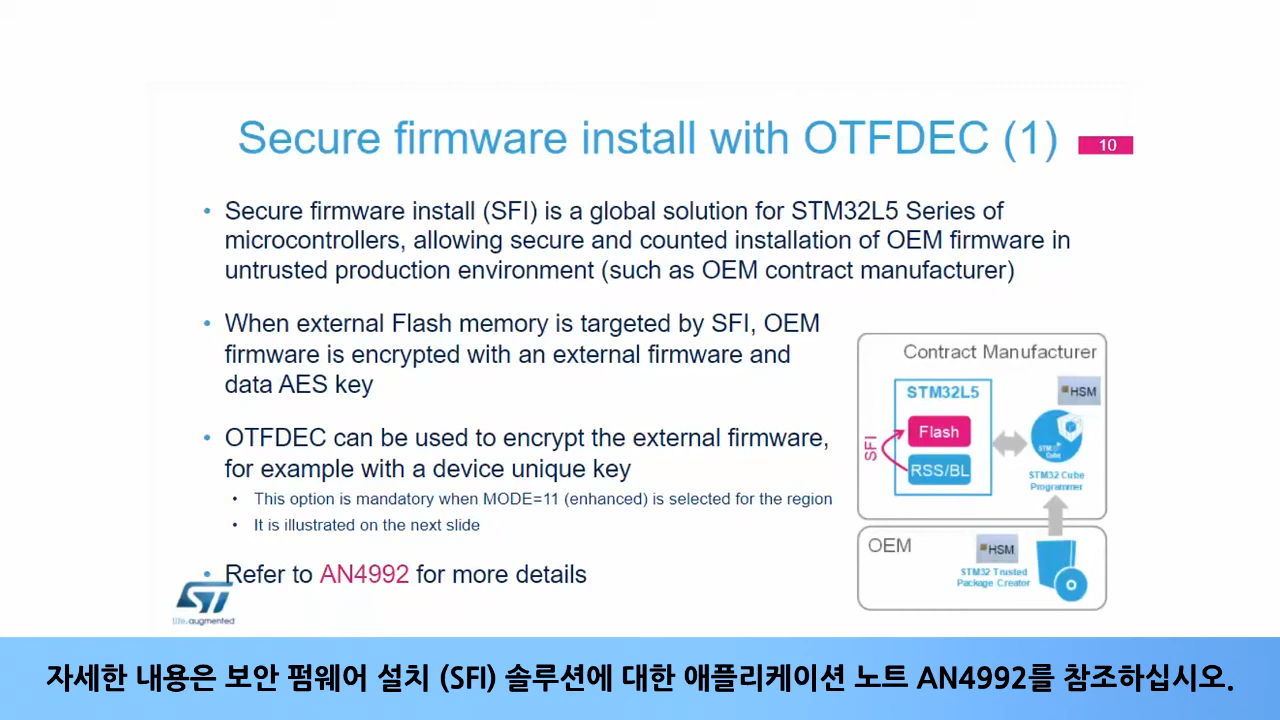 Secure firmware install with OTFDEC (1)
10
• Secure firmware install (SFI) is a global solution for STM32L5 Series of
microcontrollers, allowing secure and counted installation of OEM firmware in
untrusted production environment (such as OEM contract manufacturer)
• When external Flash memory is targeted by SFI, OEM
firmware is encrypted with an external firmware and
data AES key
• OTFDEC can be used to encrypt the external firmware,
for example with a device unique key
• This option is mandatory when MODE=11 (enhanced) is selected for the region
• It is illustrated on the next slide
• Refer to AN4992 for more details
Contract Manufacturer
STM32L5
HSM
Flash
SFI
RSS/BL
STM32
Cube
STM32 Cube
Programmer
OEM
HSM
STM32 Trusted
Package Creator
ST
life.augmented
자세한 내용은 보안 펌웨어 설치 (SFI) 솔루션에 대한 애플리케이션 노트 AN4992를 참조하십시오.